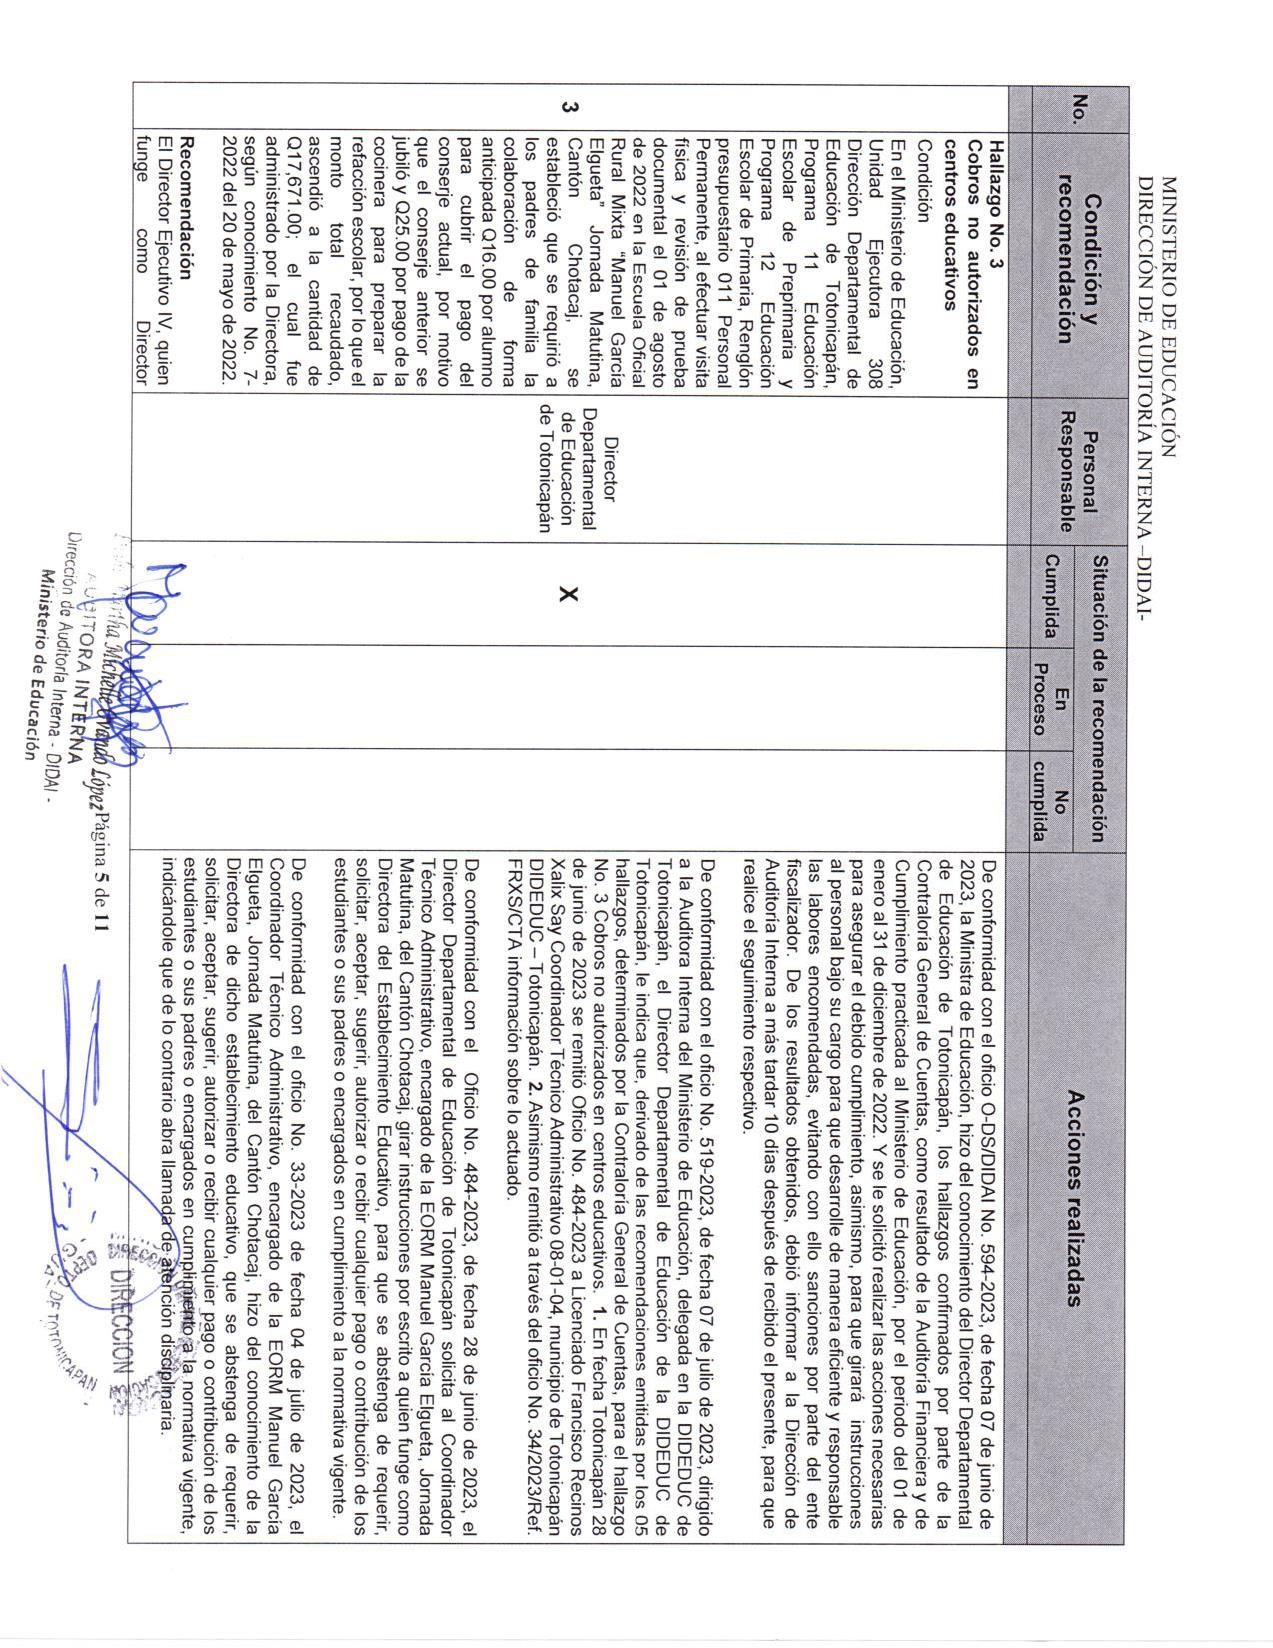 MINISTERIO DE EDUCACIÓN
DIRECCIÓN DE AUDITORÍA INTERNA –DIDAI-
No.
Condición y
recomendación
Personal
Responsable
Situación de la recomendación
Cumplida
En
Proceso
No
cumplida
Acciones realizadas
3
Hallazgo No. 3
Cobros no autorizados en
centros educativos
Condición
En el Ministerio de Educación,
Unidad Ejecutora 308
Dirección Departamental de
Educación de Totonicapán,
Programa 11 Educación
Escolar de Preprimaria y
Programa 12 Educación
Escolar de Primaria, Renglón
presupuestario 011 Personal
Permanente, al efectuar visita
física y revisión de prueba
documental el 01 de agosto
de 2022 en la Escuela Oficial
Rural Mixta “Manuel García
Elgueta” Jornada Matutina,
Cantón Chotacaj, se
estableció que se requirió a
los padres de familia la
colaboración de forma
anticipada Q16.00 por alumno
para cubrir el pago del
conserje actual, por motivo
que el conserje anterior se
jubiló y Q25.00 por pago de la
cocinera para preparar la
refacción escolar, por lo que el
monto total recaudado,
ascendió a la cantidad de
Q17,671.00; el cual fue
administrado por la Directora,
según conocimiento No. 7-
2022 del 20 de mayo de 2022.
Recomendación
El Director Ejecutivo IV, quien
funge como Director
Director
Departamental
de Educación
de Totonicapán
X
De conformidad con el oficio O-DS/DIDAI No. 594-2023, de fecha 07 de junio de
2023, la Ministra de Educación, hizo del conocimiento del Director Departamental
de Educación de Totonicapán, los hallazgos confirmados por parte de la
Contraloría General de Cuentas, como resultado de la Auditoría Financiera y de
Cumplimiento practicada al Ministerio de Educación, por el periodo del 01 de
enero al 31 de diciembre de 2022. Y se le solicitó realizar las acciones necesarias
para asegurar el debido cumplimiento, asimismo, para que girará instrucciones
al personal bajo su cargo para que desarrolle de manera eficiente y responsable
las labores encomendadas, evitando con ello sanciones por parte del ente
fiscalizador. De los resultados obtenidos, debió informar a la Dirección de
Auditoría Interna a más tardar 10 días después de recibido el presente, para que
realice el seguimiento respectivo.
De conformidad con el oficio No. 519-2023, de fecha 07 de julio de 2023, dirigido
a la Auditora Interna del Ministerio de Educación, delegada en la DIDEDUC de
Totonicapán, el Director Departamental de Educación de la DIDEDUC de
Totonicapán, le indica que, derivado de las recomendaciones emitidas por los 05
hallazgos, determinados por la Contraloría General de Cuentas, para el hallazgo
No. 3 Cobros no autorizados en centros educativos. 1. En fecha Totonicapán 28
de junio de 2023 se remitió Oficio No. 484-2023 a Licenciado Francisco Recinos
Xalix Say Coordinador Técnico Administrativo 08-01-04, municipio de Totonicapán
DIDEDUC – Totonicapán. 2. Asimismo remitió a través del oficio No. 34/2023/Ref.
FRXS/CTA información sobre lo actuado.
De conformidad con el Oficio No. 484-2023, de fecha 28 de junio de 2023, el
Director Departamental de Educación de Totonicapán solicita al Coordinador
Técnico Administrativo, encargado de la EORM Manuel García Elgueta, Jornada
Matutina, del Cantón Chotacaj, girar instrucciones por escrito a quien funge como
Directora del Establecimiento Educativo, para que se abstenga de requerir,
solicitar, aceptar, sugerir, autorizar o recibir cualquier pago o contribución de los
estudiantes o sus padres o encargados en cumplimiento a la normativa vigente.
De conformidad con el oficio No. 33-2023 de fecha 04 de julio de 2023, el
Coordinador Técnico Administrativo, encargado de la EORM Manuel García
Elgueta, Jornada Matutina, del Cantón Chotacaj, hizo del conocimiento de la
Directora de dicho establecimiento educativo, que se abstenga de requerir,
solicitar, aceptar, sugerir, autorizar o recibir cualquier pago o contribución de los
estudiantes o sus padres o encargados en cumplimiento a la normativa vigente,
indicándole que de lo contrario abra llamada de atención disciplinaria.
Martha Michelle Ovando López
AUDITORA INTERNA
Dirección de Auditoría Interna - DIDAI -
Ministerio de Educación
Página 5 de 11
DIRECCION
DE TOTONICAPAN